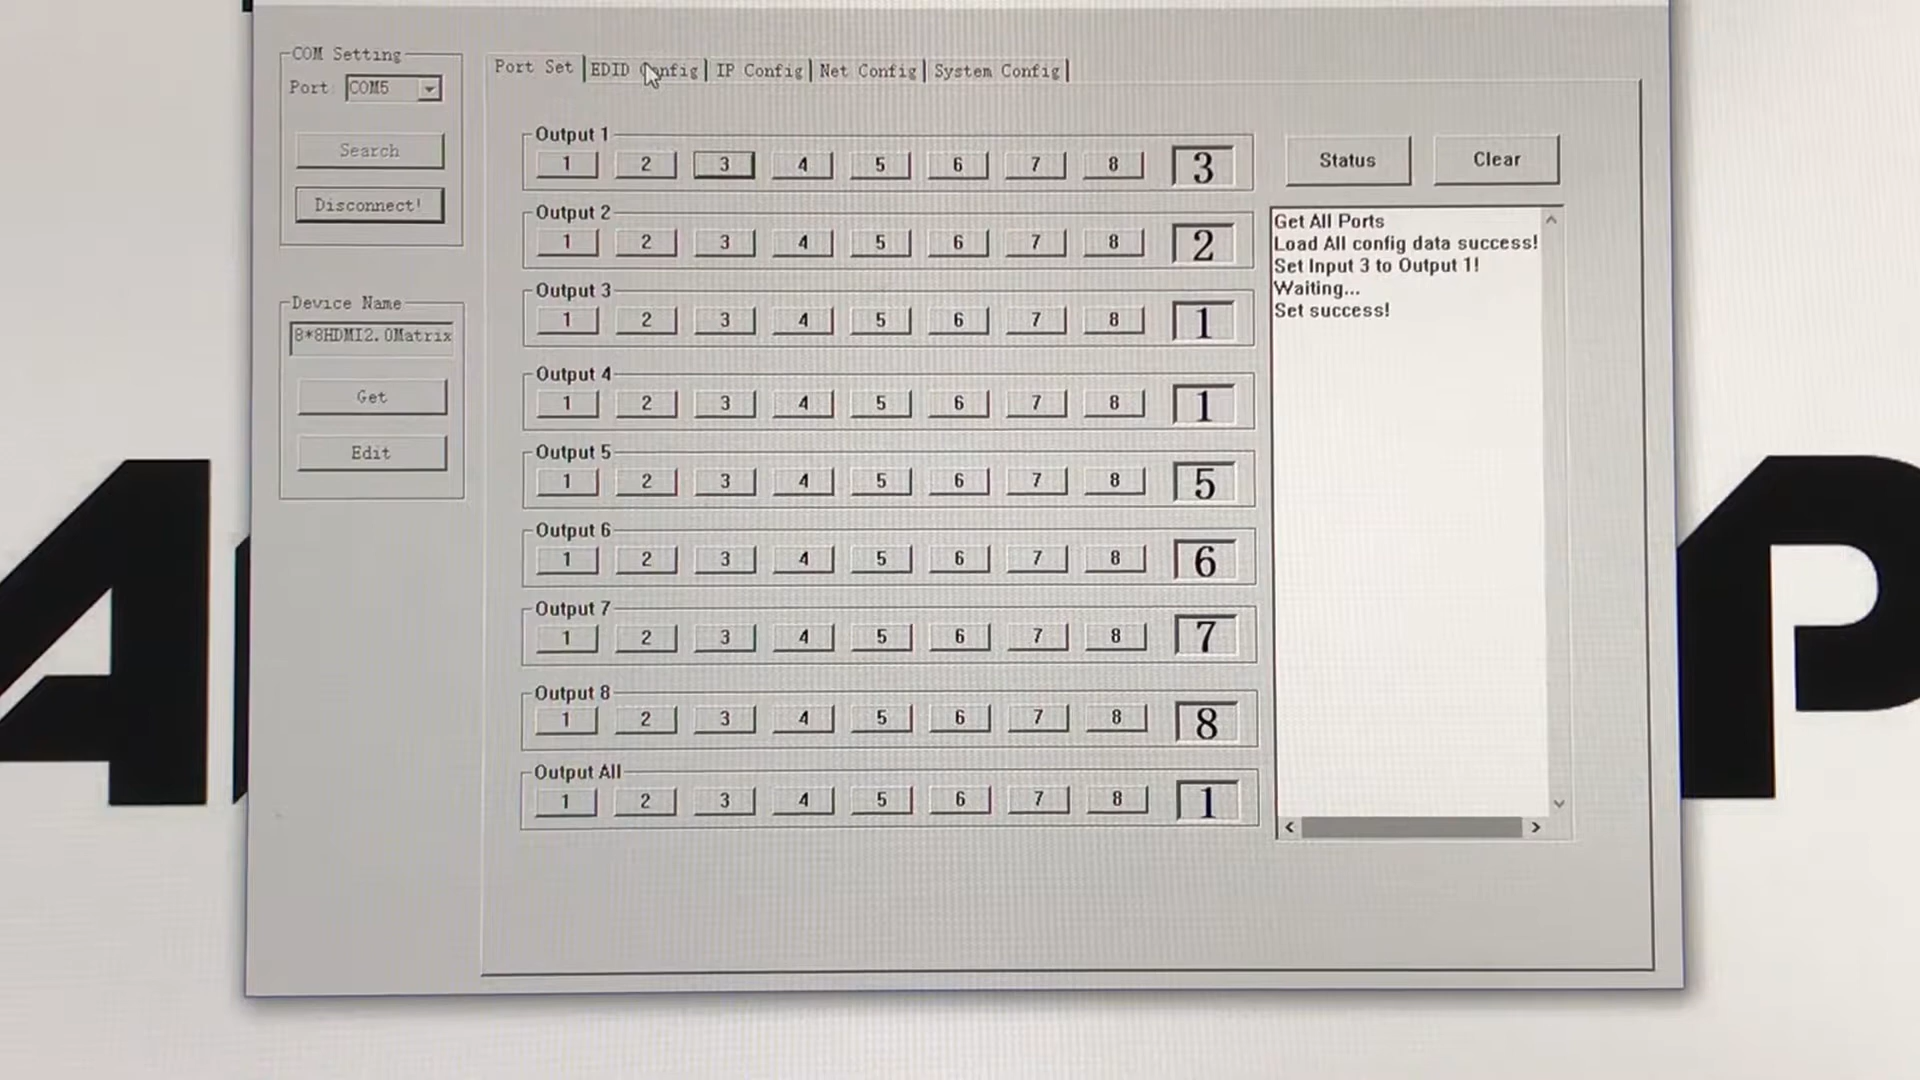 COM Setting
Port COM5
Search
Disconnect!
Device Name
8*8HDMI2.0Matrix
Get
Edit
Port Set EDID Config IP Config Net Config System Config
Output 1
1 2 3 4 5 6 7 8 3
Output 2
1 2 3 4 5 6 7 8 2
Output 3
1 2 3 4 5 6 7 8 1
Output 4
1 2 3 4 5 6 7 8 1
Output 5
1 2 3 4 5 6 7 8 5
Output 6
1 2 3 4 5 6 7 8 6
Output 7
1 2 3 4 5 6 7 8 7
Output 8
1 2 3 4 5 6 7 8 8
Output All
1 2 3 4 5 6 7 8 1
Status Clear
Get All Ports
Load All config data success!
Set Input 3 to Output 1!
Waiting...
Set success!
A
P